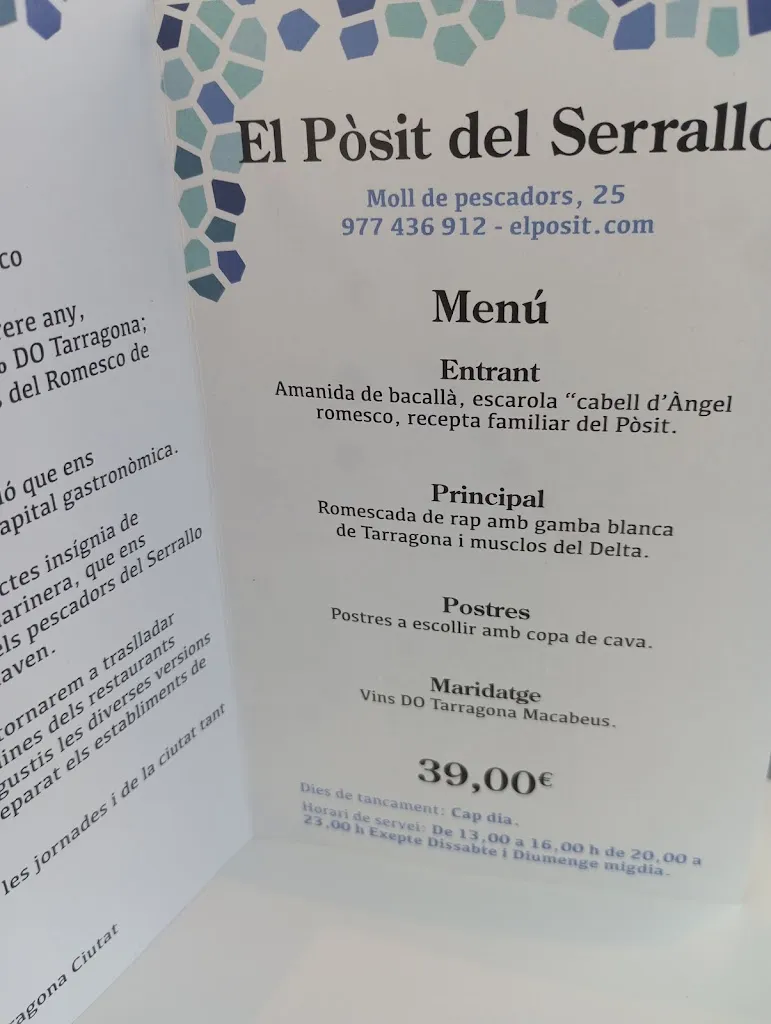 co
rere any,
DO Tarragona;
del Romesco de
ó que ens
apital gastronòmica.
ctes insígnia de
arinera, que ens
els pescadors del Serrallo
aven.
tornarem a traslladar
ines dels restaurants
gustis les diverses versions
eparat els establiments de
les jornades i de la ciutat tant
ragona Ciutat
El Pòsit del Serrallo
Moll de pescadors, 25
977 436 912 - elposit.com
Menú
Entrant
Amanida de bacallà, escarola “cabell d’Àngel
romesco, recepta familiar del Pòsit.
Principal
Romescada de rap amb gamba blanca
de Tarragona i musclos del Delta.
Postres
Postres a escollir amb copa de cava.
Maridatge
Vins DO Tarragona Macabeus.
39,00€
Dies de tancament: Cap dia.
Horari de servei: De 13,00 a 16,00 h de 20,00 a
23,00 h Exepte Dissabte i Diumenge migdia.